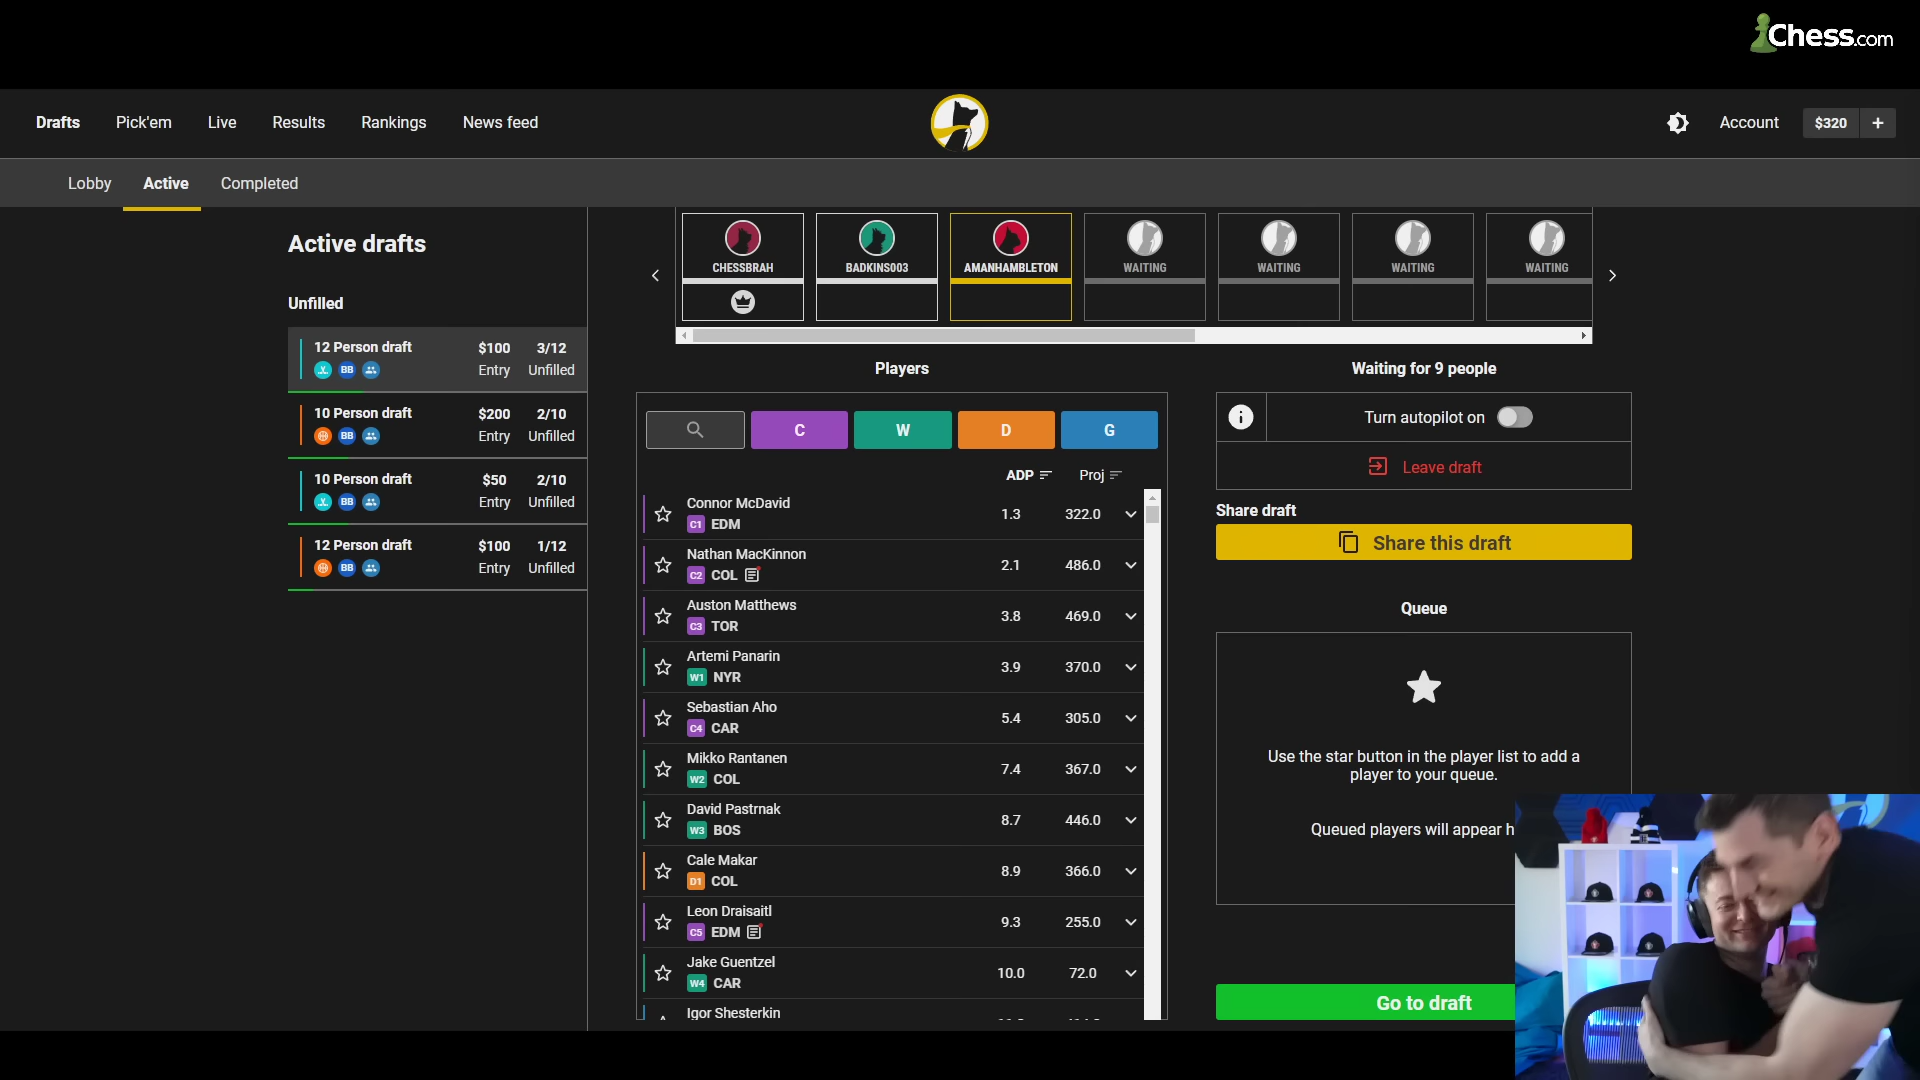 Chess.com
Drafts Pick'em Live Results Rankings News feed
Account $320 +
Lobby Active Completed
Active drafts
Unfilled
12 Person draft $100 3/12
BB Entry Unfilled
10 Person draft $200 2/10
BB Entry Unfilled
10 Person draft $50 2/10
BB Entry Unfilled
12 Person draft $100 1/12
BB Entry Unfilled
CHESSBRAH BADKINS003 AMANHAMBLETON WAITING WAITING WAITING WAITING
Players
C W D G
ADP Proj
Connor McDavid
C1 EDM 1.3 322.0
Nathan MacKinnon
C2 COL 2.1 486.0
Auston Matthews
C3 TOR 3.8 469.0
Artemi Panarin
W1 NYR 3.9 370.0
Sebastian Aho
C4 CAR 5.4 305.0
Mikko Rantanen
W2 COL 7.4 367.0
David Pastrnak
W3 BOS 8.7 446.0
Cale Makar
D1 COL 8.9 366.0
Leon Draisaitl
C5 EDM 9.3 255.0
Jake Guentzel
W4 CAR 10.0 72.0
Igor Shesterkin
Waiting for 9 people
Turn autopilot on
Leave draft
Share draft
Share this draft
Queue
Use the star button in the player list to add a
player to your queue.
Queued players will appear
Go to draft